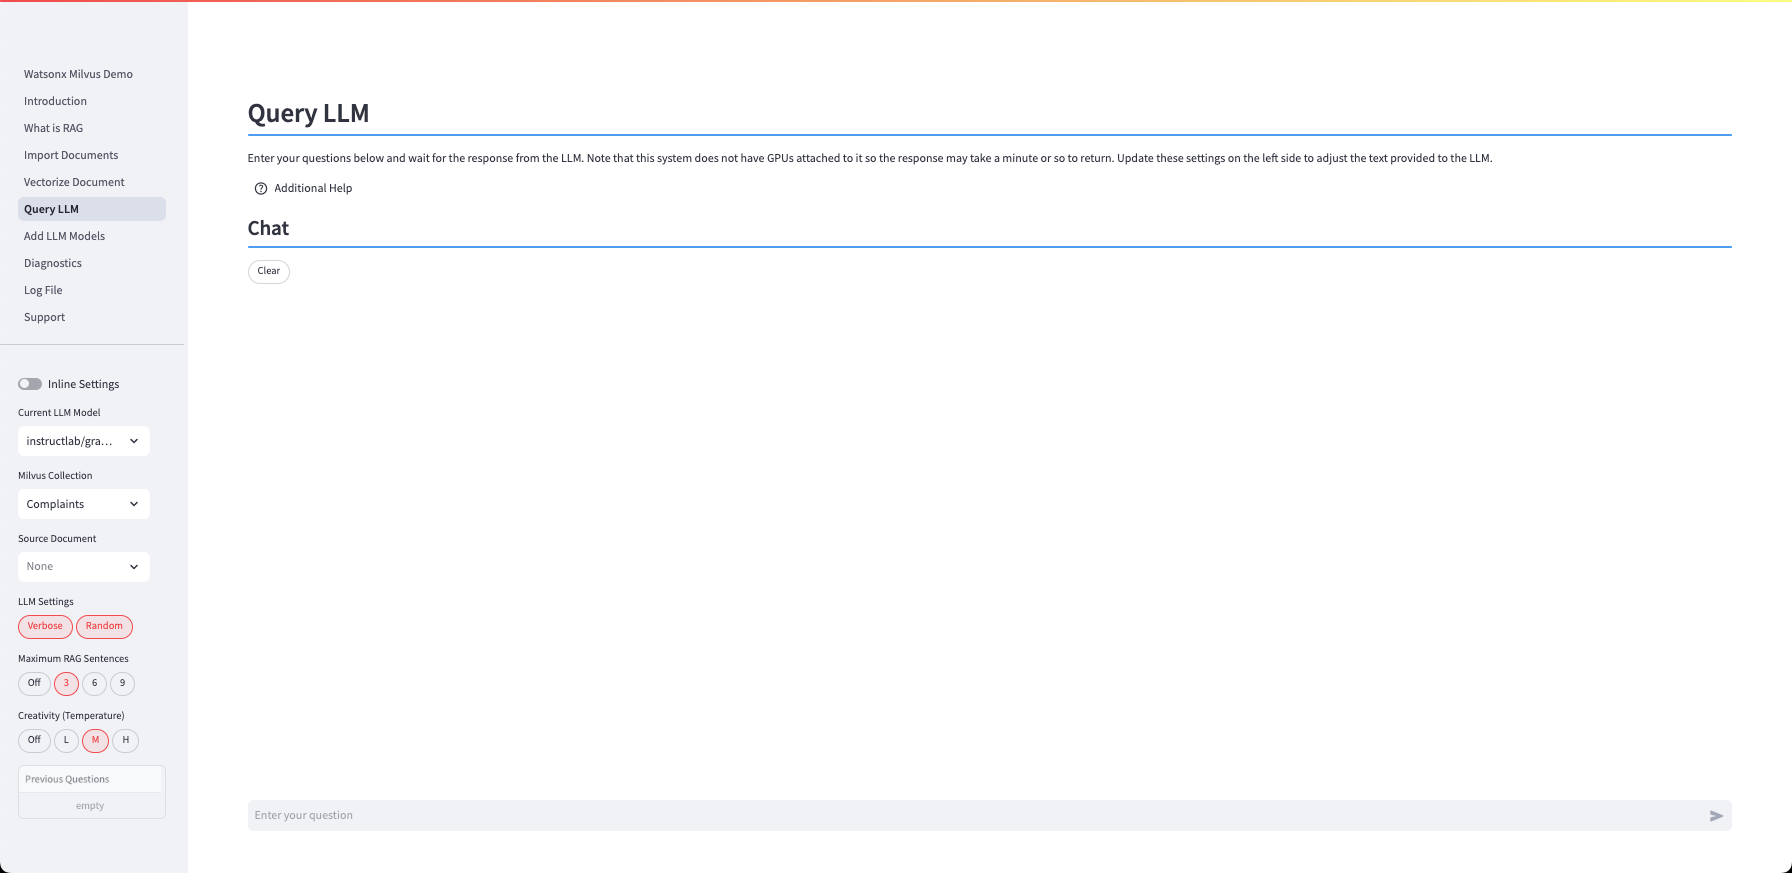 Watsonx Milvus Demo
Introduction
What is RAG
Import Documents
Vectorize Document
Query LLM
Add LLM Models
Diagnostics
Log File
Support
Inline Settings
Current LLM Model
instructlab/gra...
Milvus Collection
Complaints
Source Document
None
LLM Settings
Verbose Random
Maximum RAG Sentences
Off 3 6 9
Creativity (Temperature)
Off L M H
Previous Questions
empty
Query LLM
Enter your questions below and wait for the response from the LLM. Note that this system does not have GPUs attached to it so the response may take a minute or so to return. Update these settings on the left side to adjust the text provided to the LLM.
Additional Help
Chat
Clear
Enter your question